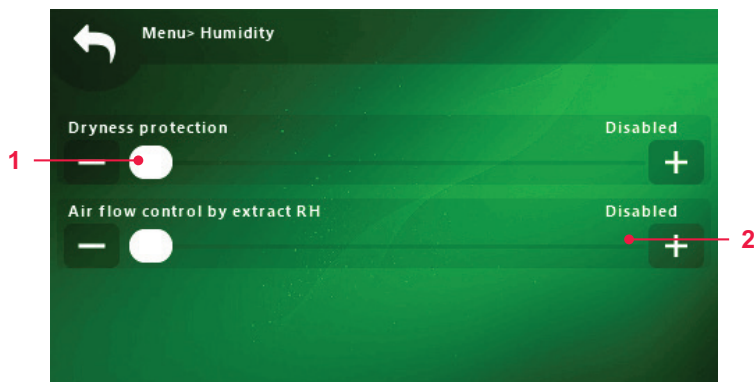 Menu> Humidity
Dryness protection Disabled
1
Air flow control by extract RH Disabled
2